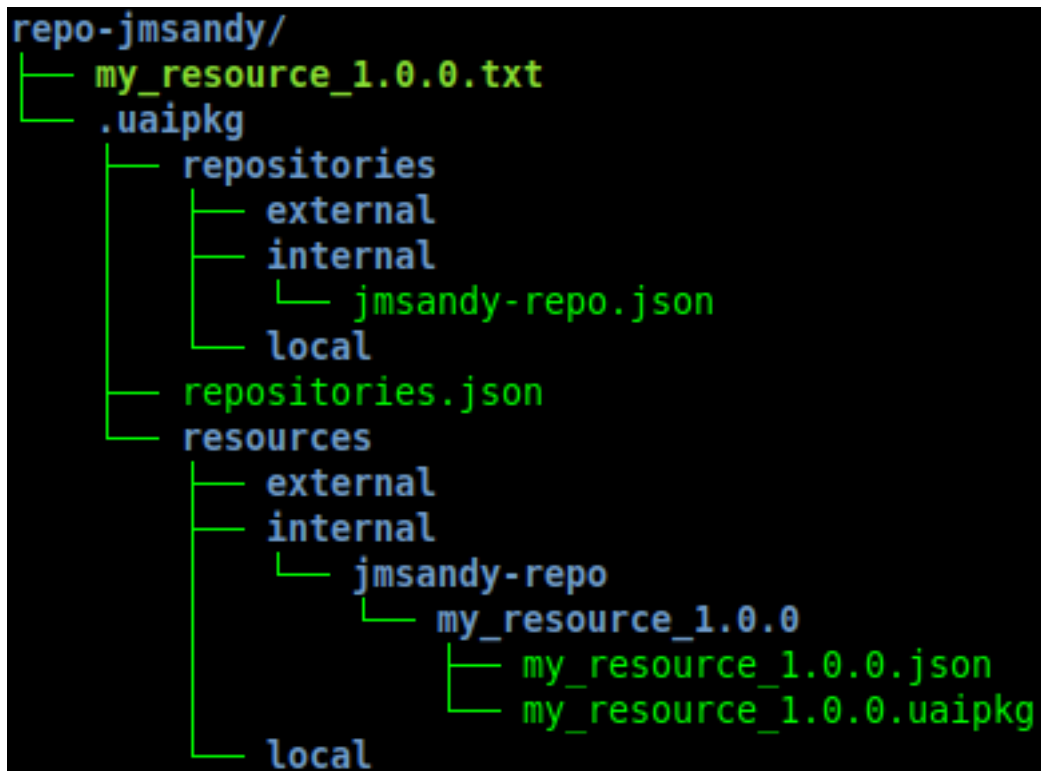 repo-jmsandy/
├── my_resource_1.0.0.txt
└── .uaipkg
    ├── repositories
    │   ├── external
    │   ├── internal
    │   │   └── jmsandy-repo.json
    │   └── local
    ├── repositories.json
    └── resources
        ├── external
        ├── internal
        │   └── jmsandy-repo
        │       └── my_resource_1.0.0
        │           ├── my_resource_1.0.0.json
        │           └── my_resource_1.0.0.uaipkg
        └── local